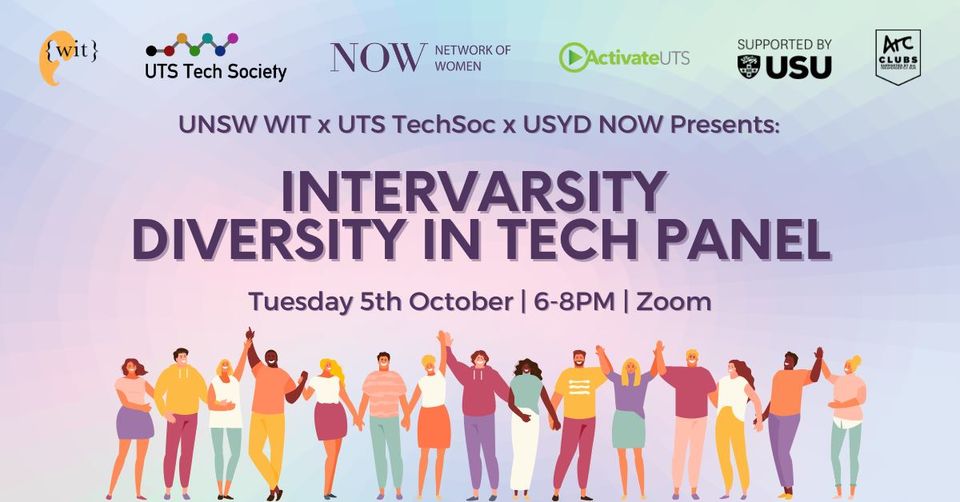 {wit}
UTS Tech Society
NOW NETWORK OF
WOMEN
ActivateUTS
SUPPORTED BY
USU
ARC
CLUBS
UNSW WIT x UTS TechSoc x USYD NOW Presents:
INTERVARSITY
DIVERSITY IN TECH PANEL
Tuesday 5th October | 6-8PM | Zoom